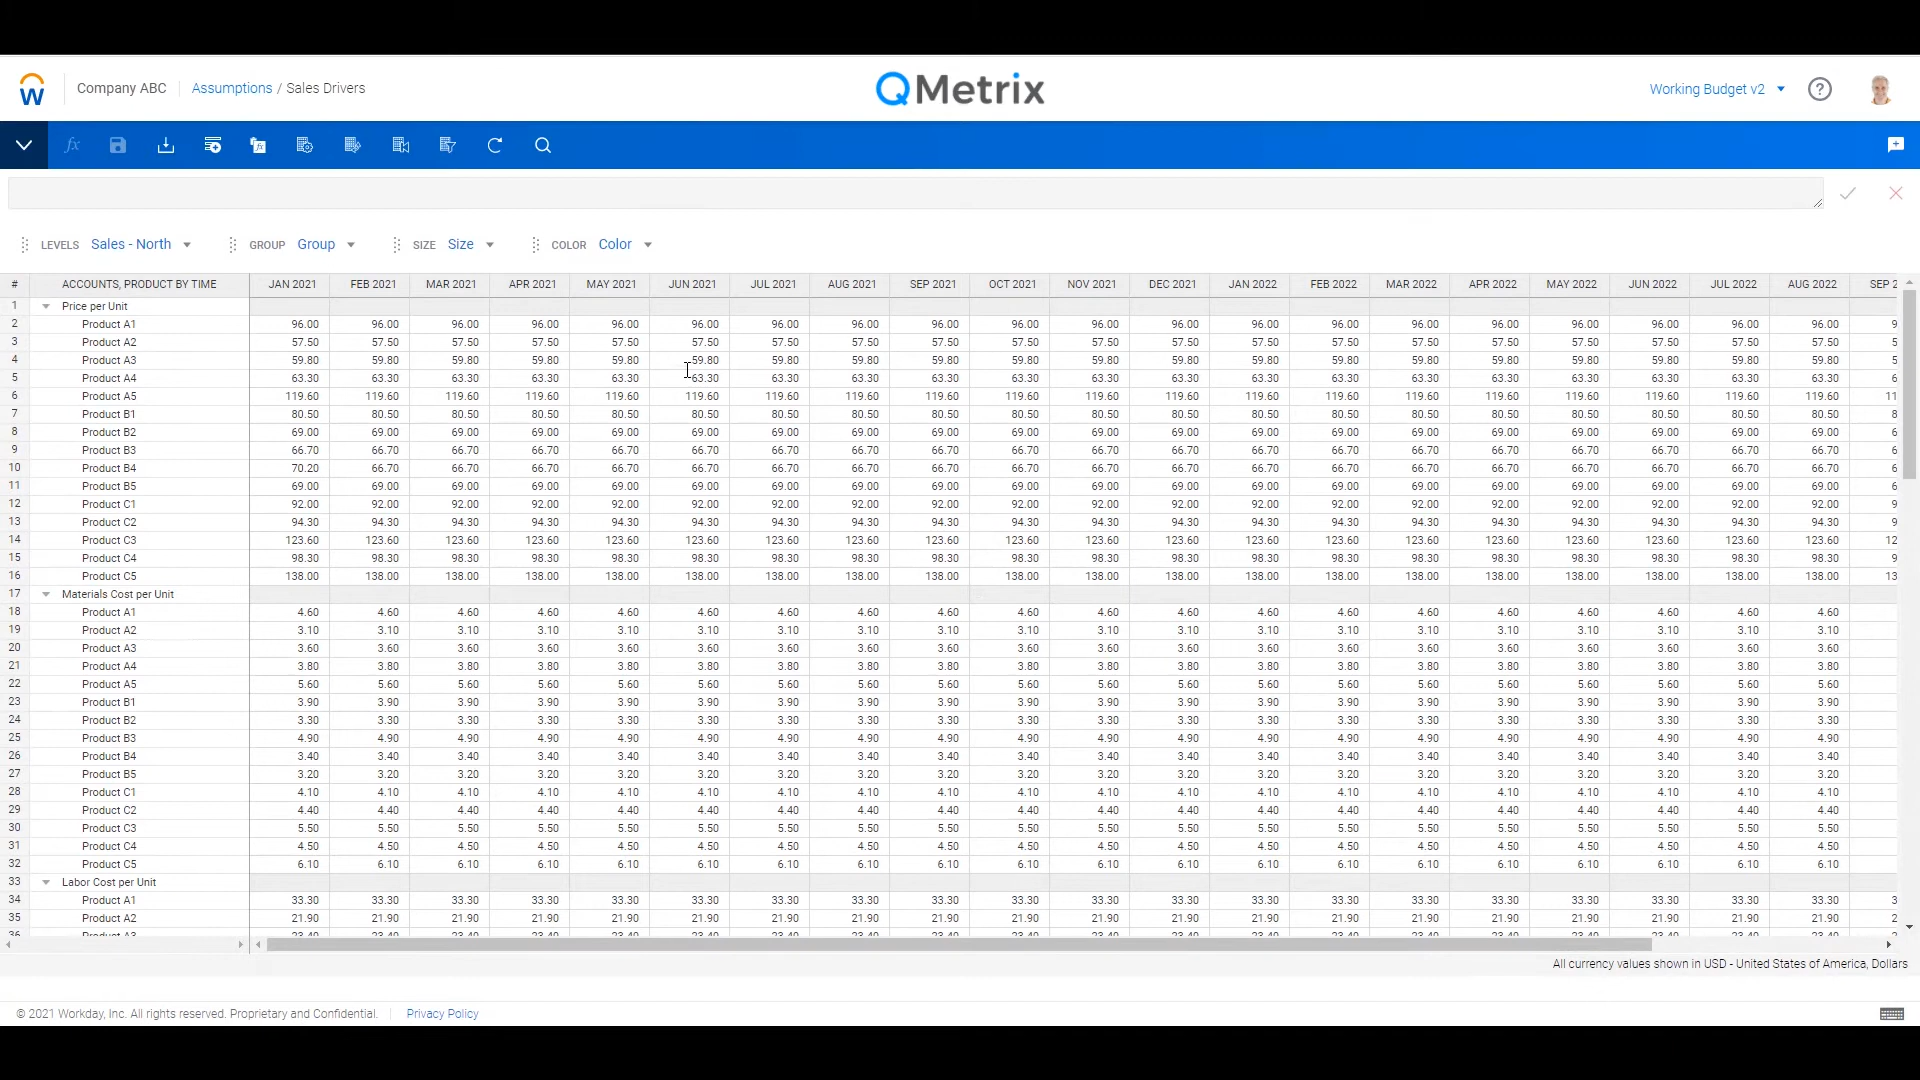 Company ABC Assumptions / Sales Drivers QMetrix Working Budget v2
LEVELS Sales - North GROUP Group SIZE Size COLOR Color
# ACCOUNTS, PRODUCT BY TIME JAN 2021 FEB 2021 MAR 2021 APR 2021 MAY 2021 JUN 2021 JUL 2021 AUG 2021 SEP 2021 OCT 2021 NOV 2021 DEC 2021 JAN 2022 FEB 2022 MAR 2022 APR 2022 MAY 2022 JUN 2022 JUL 2022 AUG 2022 SEP 2
1 Price per Unit
2 Product A1 96.00 96.00 96.00 96.00 96.00 96.00 96.00 96.00 96.00 96.00 96.00 96.00 96.00 96.00 96.00 96.00 96.00 96.00 96.00 96.00 9
3 Product A2 57.50 57.50 57.50 57.50 57.50 57.50 57.50 57.50 57.50 57.50 57.50 57.50 57.50 57.50 57.50 57.50 57.50 57.50 57.50 57.50 5
4 Product A3 59.80 59.80 59.80 59.80 59.80 59.80 59.80 59.80 59.80 59.80 59.80 59.80 59.80 59.80 59.80 59.80 59.80 59.80 59.80 59.80 5
5 Product A4 63.30 63.30 63.30 63.30 63.30 63.30 63.30 63.30 63.30 63.30 63.30 63.30 63.30 63.30 63.30 63.30 63.30 63.30 63.30 63.30 6
6 Product A5 119.60 119.60 119.60 119.60 119.60 119.60 119.60 119.60 119.60 119.60 119.60 119.60 119.60 119.60 119.60 119.60 119.60 119.60 119.60 119.60 11
7 Product B1 80.50 80.50 80.50 80.50 80.50 80.50 80.50 80.50 80.50 80.50 80.50 80.50 80.50 80.50 80.50 80.50 80.50 80.50 80.50 80.50 8
8 Product B2 69.00 69.00 69.00 69.00 69.00 69.00 69.00 69.00 69.00 69.00 69.00 69.00 69.00 69.00 69.00 69.00 69.00 69.00 69.00 69.00 6
9 Product B3 66.70 66.70 66.70 66.70 66.70 66.70 66.70 66.70 66.70 66.70 66.70 66.70 66.70 66.70 66.70 66.70 66.70 66.70 66.70 66.70 6
10 Product B4 70.20 66.70 66.70 66.70 66.70 66.70 66.70 66.70 66.70 66.70 66.70 66.70 66.70 66.70 66.70 66.70 66.70 66.70 66.70 66.70 6
11 Product B5 69.00 69.00 69.00 69.00 69.00 69.00 69.00 69.00 69.00 69.00 69.00 69.00 69.00 69.00 69.00 69.00 69.00 69.00 69.00 69.00 6
12 Product C1 92.00 92.00 92.00 92.00 92.00 92.00 92.00 92.00 92.00 92.00 92.00 92.00 92.00 92.00 92.00 92.00 92.00 92.00 92.00 92.00 9
13 Product C2 94.30 94.30 94.30 94.30 94.30 94.30 94.30 94.30 94.30 94.30 94.30 94.30 94.30 94.30 94.30 94.30 94.30 94.30 94.30 94.30 9
14 Product C3 123.60 123.60 123.60 123.60 123.60 123.60 123.60 123.60 123.60 123.60 123.60 123.60 123.60 123.60 123.60 123.60 123.60 123.60 123.60 123.60 12
15 Product C4 98.30 98.30 98.30 98.30 98.30 98.30 98.30 98.30 98.30 98.30 98.30 98.30 98.30 98.30 98.30 98.30 98.30 98.30 98.30 98.30 9
16 Product C5 138.00 138.00 138.00 138.00 138.00 138.00 138.00 138.00 138.00 138.00 138.00 138.00 138.00 138.00 138.00 138.00 138.00 138.00 138.00 138.00 13
17 Materials Cost per Unit
18 Product A1 4.60 4.60 4.60 4.60 4.60 4.60 4.60 4.60 4.60 4.60 4.60 4.60 4.60 4.60 4.60 4.60 4.60 4.60 4.60 4.60
19 Product A2 3.10 3.10 3.10 3.10 3.10 3.10 3.10 3.10 3.10 3.10 3.10 3.10 3.10 3.10 3.10 3.10 3.10 3.10 3.10 3.10
20 Product A3 3.60 3.60 3.60 3.60 3.60 3.60 3.60 3.60 3.60 3.60 3.60 3.60 3.60 3.60 3.60 3.60 3.60 3.60 3.60 3.60
21 Product A4 3.80 3.80 3.80 3.80 3.80 3.80 3.80 3.80 3.80 3.80 3.80 3.80 3.80 3.80 3.80 3.80 3.80 3.80 3.80 3.80
22 Product A5 5.60 5.60 5.60 5.60 5.60 5.60 5.60 5.60 5.60 5.60 5.60 5.60 5.60 5.60 5.60 5.60 5.60 5.60 5.60 5.60
23 Product B1 3.90 3.90 3.90 3.90 3.90 3.90 3.90 3.90 3.90 3.90 3.90 3.90 3.90 3.90 3.90 3.90 3.90 3.90 3.90 3.90
24 Product B2 3.30 3.30 3.30 3.30 3.30 3.30 3.30 3.30 3.30 3.30 3.30 3.30 3.30 3.30 3.30 3.30 3.30 3.30 3.30 3.30
25 Product B3 4.90 4.90 4.90 4.90 4.90 4.90 4.90 4.90 4.90 4.90 4.90 4.90 4.90 4.90 4.90 4.90 4.90 4.90 4.90 4.90
26 Product B4 3.40 3.40 3.40 3.40 3.40 3.40 3.40 3.40 3.40 3.40 3.40 3.40 3.40 3.40 3.40 3.40 3.40 3.40 3.40 3.40
27 Product B5 3.20 3.20 3.20 3.20 3.20 3.20 3.20 3.20 3.20 3.20 3.20 3.20 3.20 3.20 3.20 3.20 3.20 3.20 3.20 3.20
28 Product C1 4.10 4.10 4.10 4.10 4.10 4.10 4.10 4.10 4.10 4.10 4.10 4.10 4.10 4.10 4.10 4.10 4.10 4.10 4.10 4.10
29 Product C2 4.40 4.40 4.40 4.40 4.40 4.40 4.40 4.40 4.40 4.40 4.40 4.40 4.40 4.40 4.40 4.40 4.40 4.40 4.40 4.40
30 Product C3 5.50 5.50 5.50 5.50 5.50 5.50 5.50 5.50 5.50 5.50 5.50 5.50 5.50 5.50 5.50 5.50 5.50 5.50 5.50 5.50
31 Product C4 4.50 4.50 4.50 4.50 4.50 4.50 4.50 4.50 4.50 4.50 4.50 4.50 4.50 4.50 4.50 4.50 4.50 4.50 4.50 4.50
32 Product C5 6.10 6.10 6.10 6.10 6.10 6.10 6.10 6.10 6.10 6.10 6.10 6.10 6.10 6.10 6.10 6.10 6.10 6.10 6.10 6.10
33 Labor Cost per Unit
34 Product A1 33.30 33.30 33.30 33.30 33.30 33.30 33.30 33.30 33.30 33.30 33.30 33.30 33.30 33.30 33.30 33.30 33.30 33.30 33.30 33.30 3
35 Product A2 21.90 21.90 21.90 21.90 21.90 21.90 21.90 21.90 21.90 21.90 21.90 21.90 21.90 21.90 21.90 21.90 21.90 21.90 21.90 21.90 2
All currency values shown in USD - United States of America, Dollars
© 2021 Workday, Inc. All rights reserved. Proprietary and Confidential. Privacy Policy